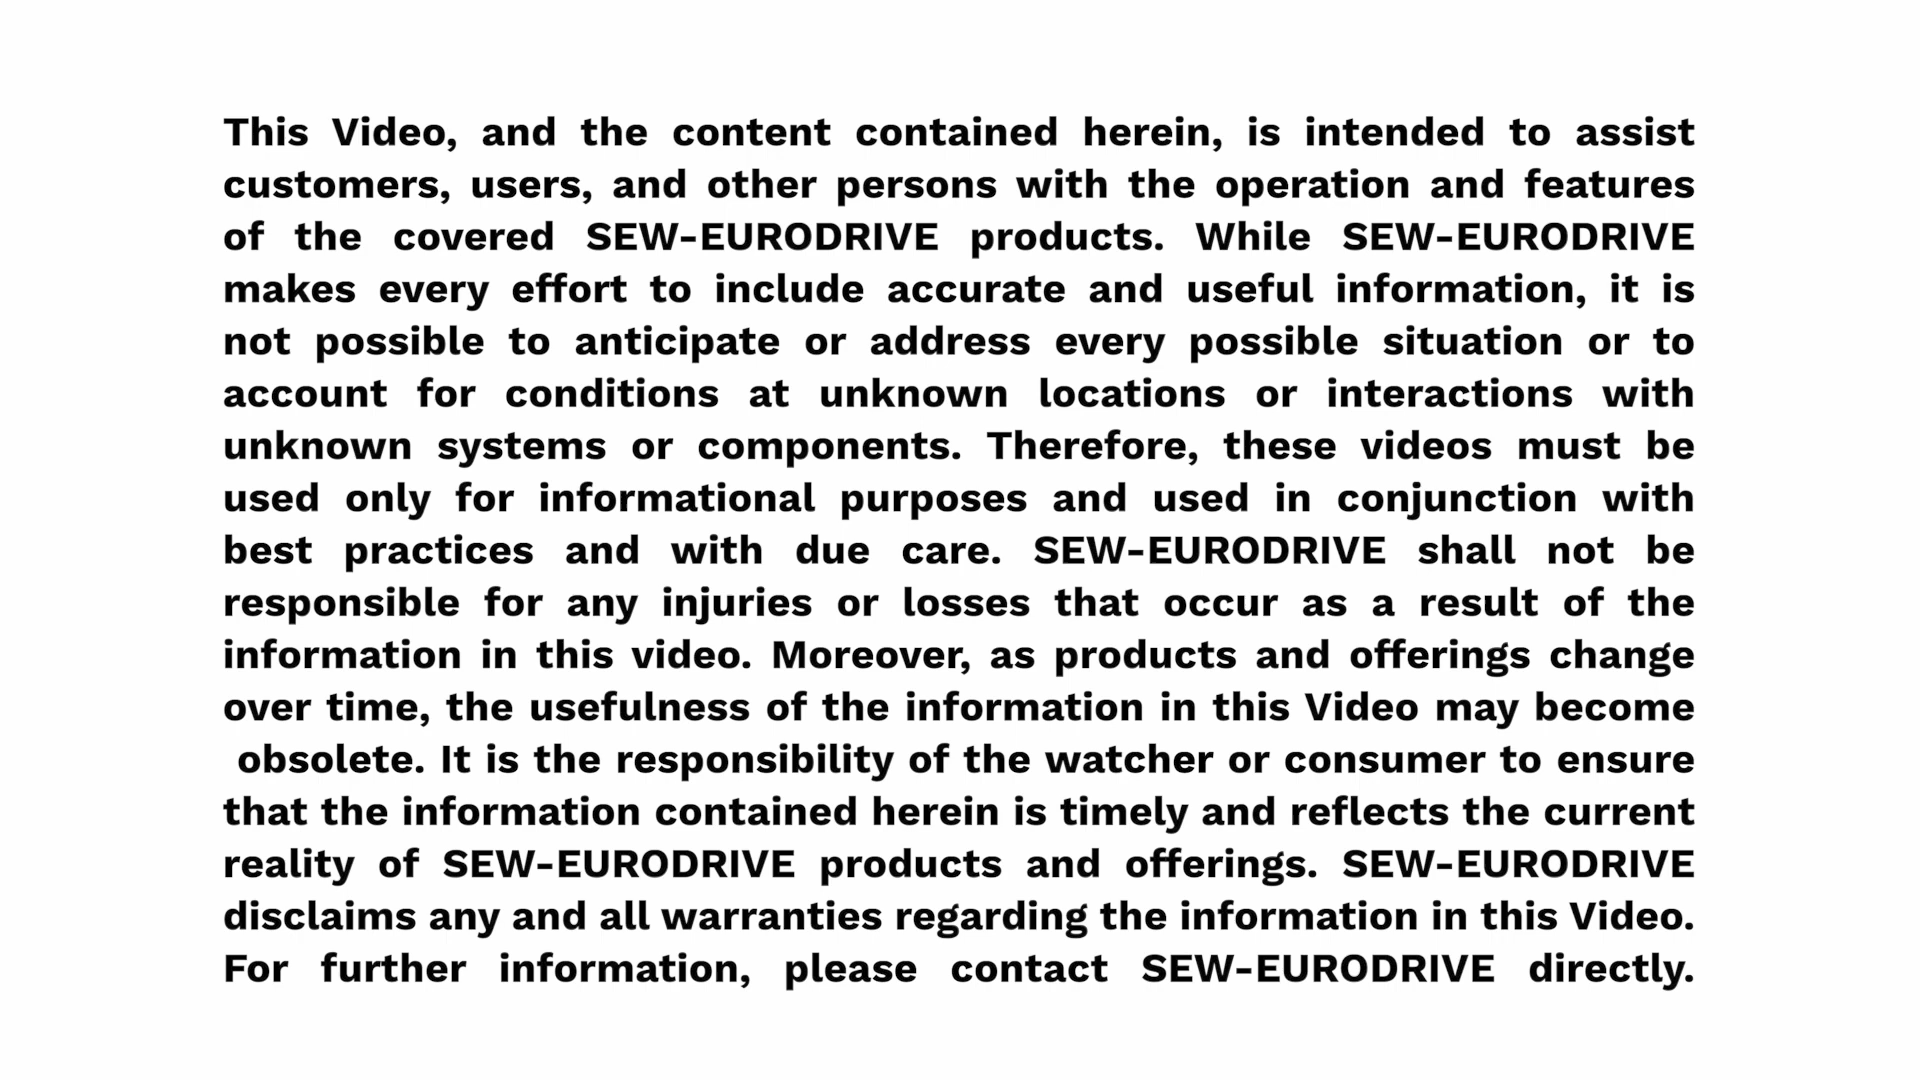 This Video, and the content contained herein, is intended to assist
customers, users, and other persons with the operation and features
of the covered SEW-EURODRIVE products. While SEW-EURODRIVE
makes every effort to include accurate and useful information, it is
not possible to anticipate or address every possible situation or to
account for conditions at unknown locations or interactions with
unknown systems or components. Therefore, these videos must be
used only for informational purposes and used in conjunction with
best practices and with due care. SEW-EURODRIVE shall not be
responsible for any injuries or losses that occur as a result of the
information in this video. Moreover, as products and offerings change
over time, the usefulness of the information in this Video may become
obsolete. It is the responsibility of the watcher or consumer to ensure
that the information contained herein is timely and reflects the current
reality of SEW-EURODRIVE products and offerings. SEW-EURODRIVE
disclaims any and all warranties regarding the information in this Video.
For further information, please contact SEW-EURODRIVE directly.